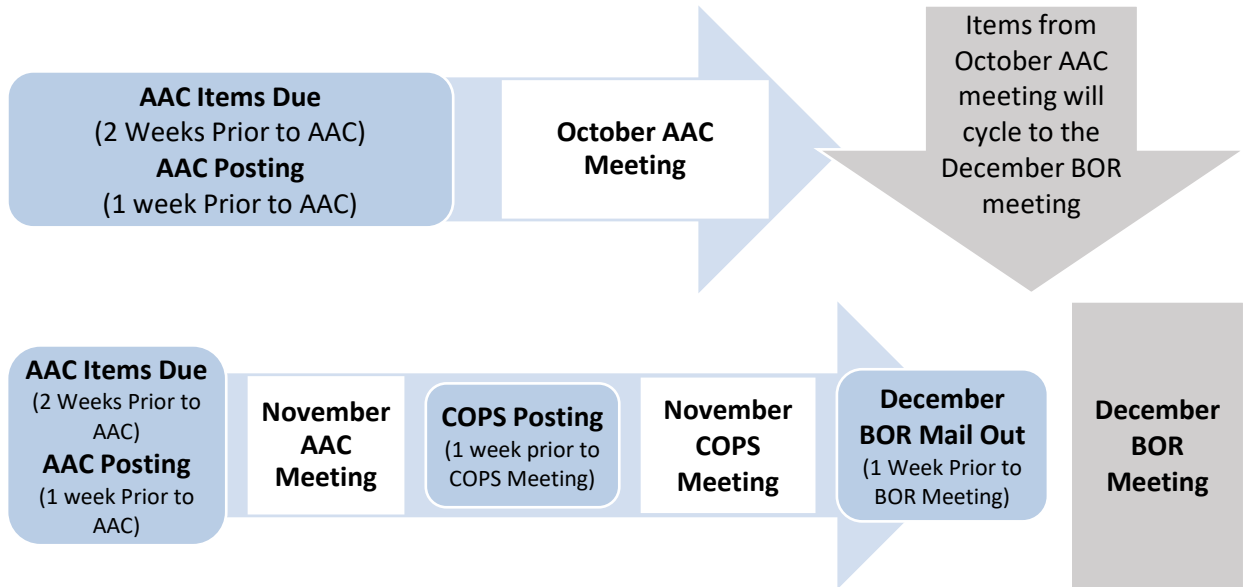 AAC Items Due
(2 Weeks Prior to AAC)
AAC Posting
(1 week Prior to AAC)
October AAC
Meeting
Items from
October AAC
meeting will
cycle to the
December BOR
meeting
AAC Items Due
(2 Weeks Prior to
AAC)
AAC Posting
(1 week Prior to
AAC)
November
AAC
Meeting
COPS Posting
(1 week prior to
COPS Meeting)
November
COPS
Meeting
December
BOR Mail Out
(1 Week Prior to
BOR Meeting)
December
BOR
Meeting